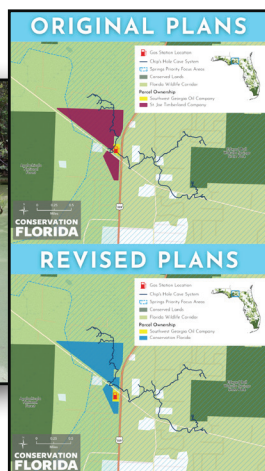 ORIGINAL PLANS
Gas Station Location
Chip's Hole Cave System
Springs Priority Focus Areas
Conserved Lands
Florida Wildlife Corridor
Parcel Ownership
Southwest Georgia Oil Company
St. Joe Timberland Company
CONSERVATION
FLORIDA
REVISED PLANS
Gas Station Location
Chip's Hole Cave System
Springs Priority Focus Areas
Conserved Lands
Florida Wildlife Corridor
Parcel Ownership
Southwest Georgia Oil Company
Conservation Florida
CONSERVATION
FLORIDA